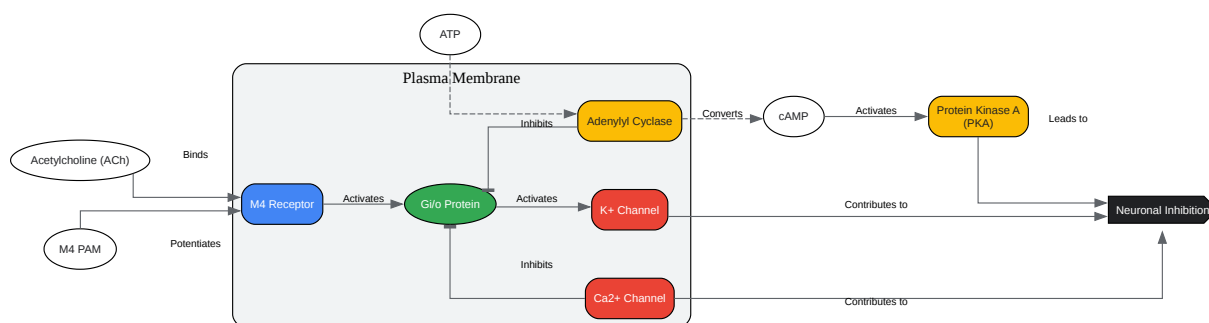 ATP
Plasma Membrane
Adenylyl Cyclase
Converts
cAMP
Activates
Protein Kinase A
(PKA)
Leads to
Inhibits
Acetylcholine (ACh)
Binds
M4 Receptor
Activates
Gi/o Protein
Activates
K+ Channel
Contributes to
Neuronal Inhibition
M4 PAM
Potentiates
Inhibits
Ca2+ Channel
Contributes to